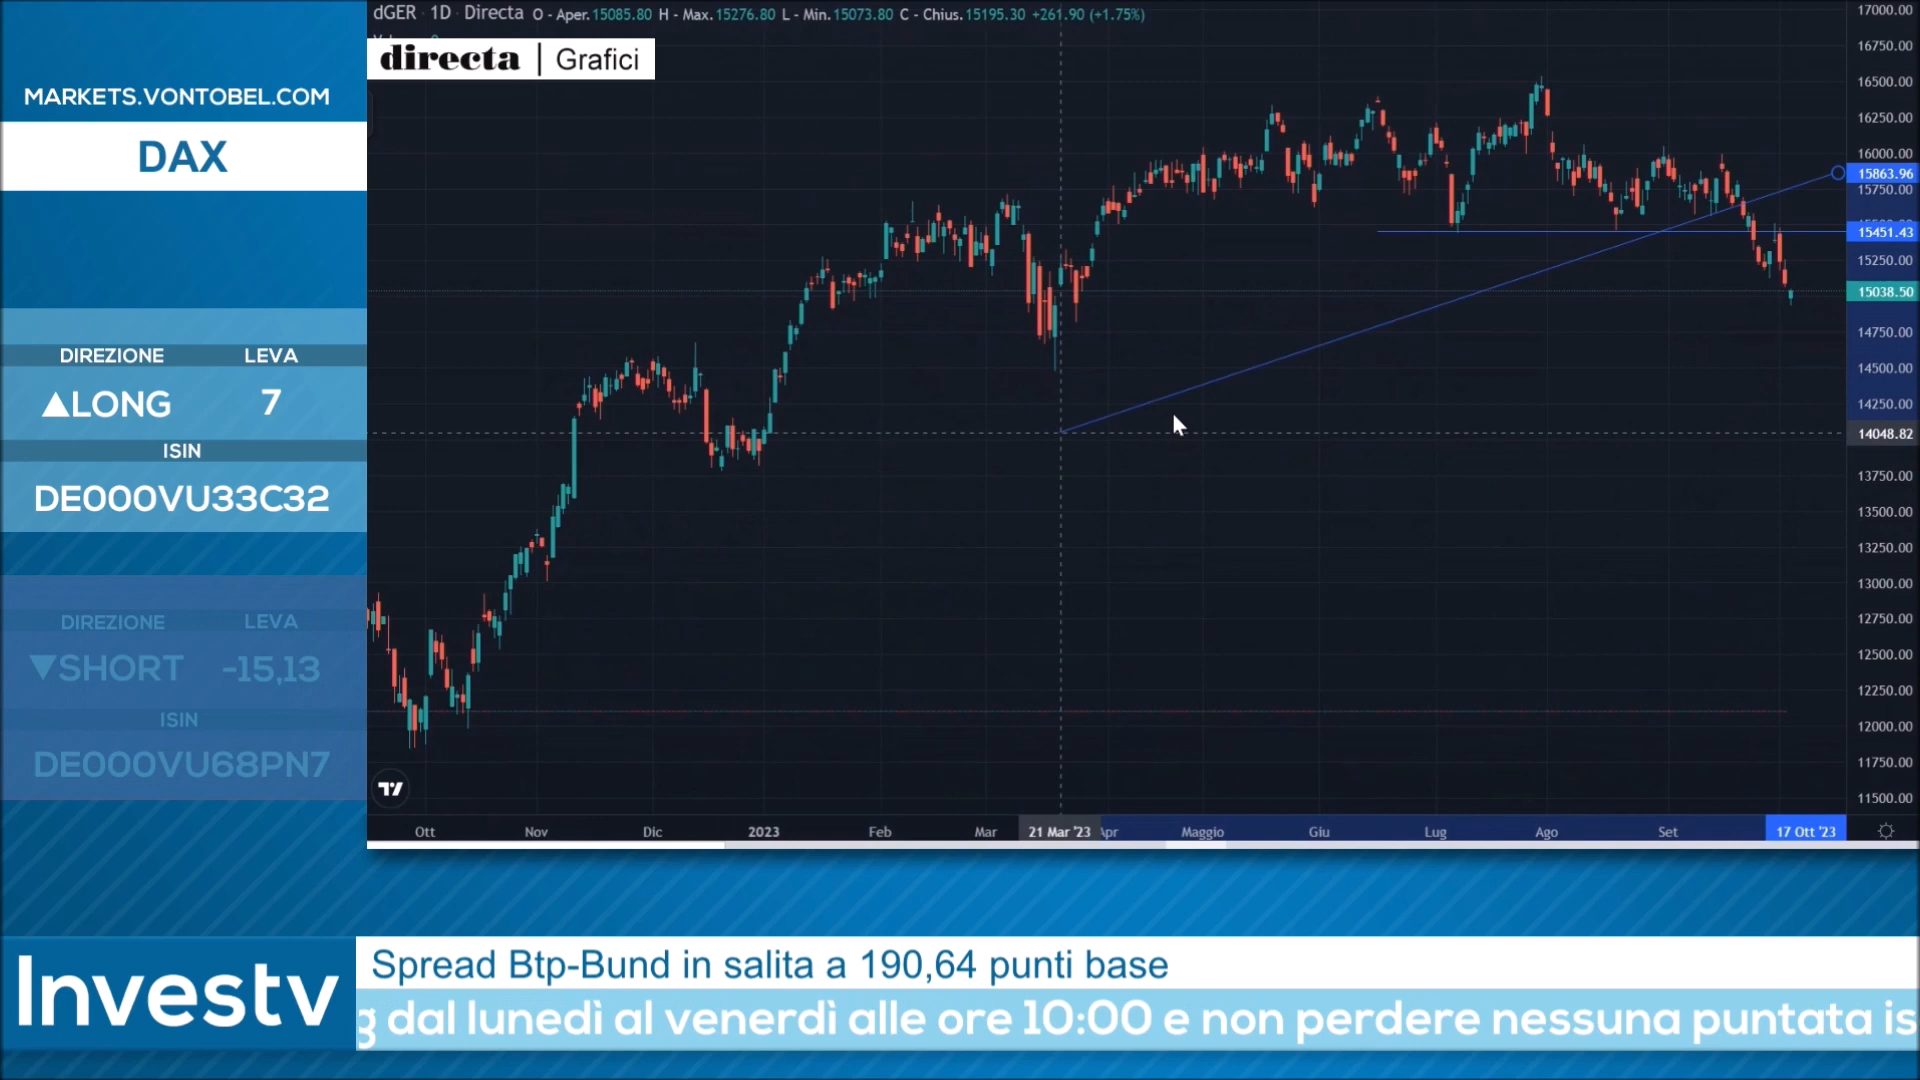 MARKETS.VONTOBEL.COM
DAX
DIREZIONE LEVA
▲LONG 7
ISIN
DE000VU33C32
DIREZIONE LEVA
▼SHORT -15,13
ISIN
DE000VU68PN7
dGER · 1D · Directa O - Aper.15085.80 H - Max.15276.80 L - Min.15073.80 C - Chius.15195.30 +261.90 (+1.75%)
directa | Grafici
17000.00
16750.00
16500.00
16250.00
16000.00
15863.96
15750.00
15451.43
15250.00
15038.50
14750.00
14500.00
14250.00
14048.82
13750.00
13500.00
13250.00
13000.00
12750.00
12500.00
12250.00
12000.00
11750.00
11500.00
Ott Nov Dic 2023 Feb Mar 21 Mar '23 Apr Maggio Giu Lug Ago Set 17 Ott '23
Investv
Spread Btp-Bund in salita a 190,64 punti base
g dal lunedì al venerdì alle ore 10:00 e non perdere nessuna puntata is